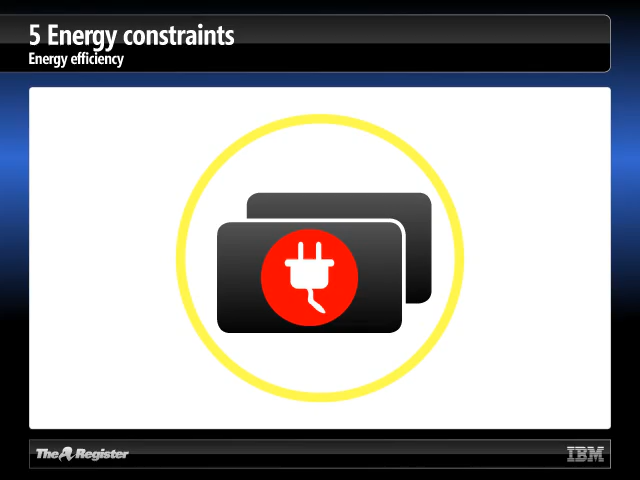 5 Energy constraints
Energy efficiency
The Register
IBM